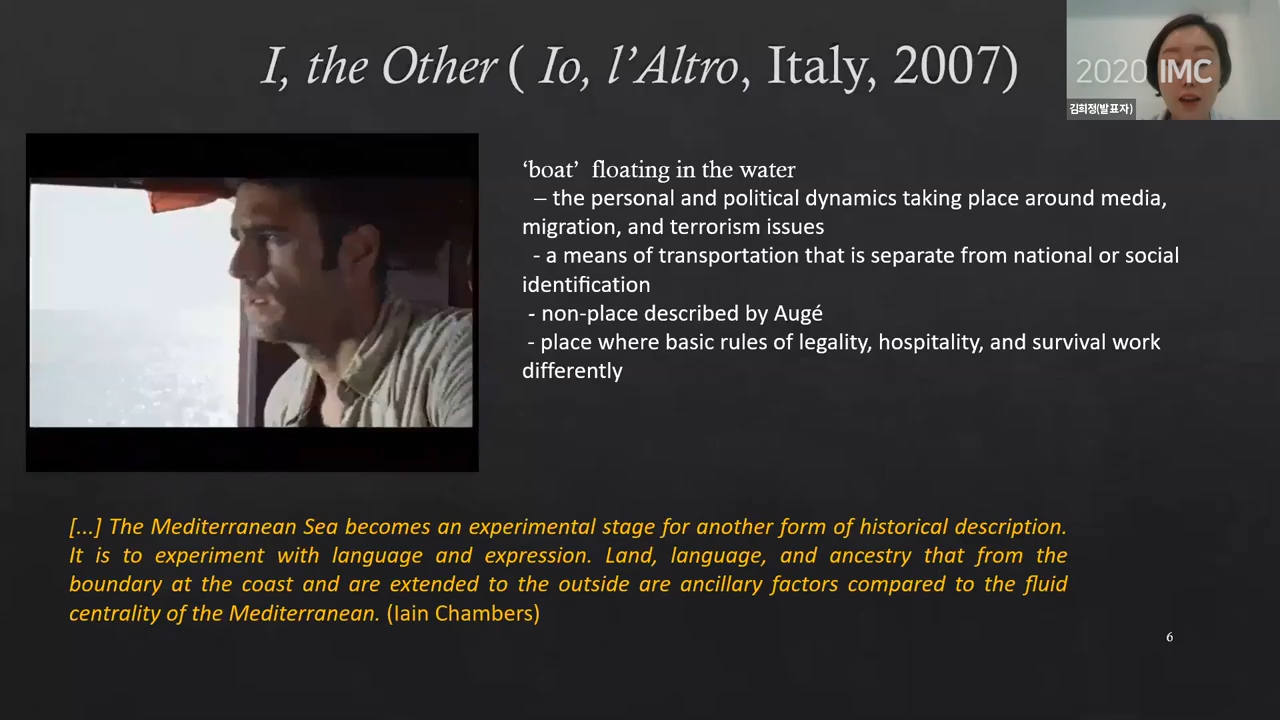 I, the Other ( Io, l’Altro, Italy, 2007)
2020 IMC
김희정(발표자)
‘boat’ floating in the water
– the personal and political dynamics taking place around media,
migration, and terrorism issues
- a means of transportation that is separate from national or social
identification
- non-place described by Augé
- place where basic rules of legality, hospitality, and survival work
differently
[...] The Mediterranean Sea becomes an experimental stage for another form of historical description.
It is to experiment with language and expression. Land, language, and ancestry that from the
boundary at the coast and are extended to the outside are ancillary factors compared to the fluid
centrality of the Mediterranean. (Iain Chambers)
6